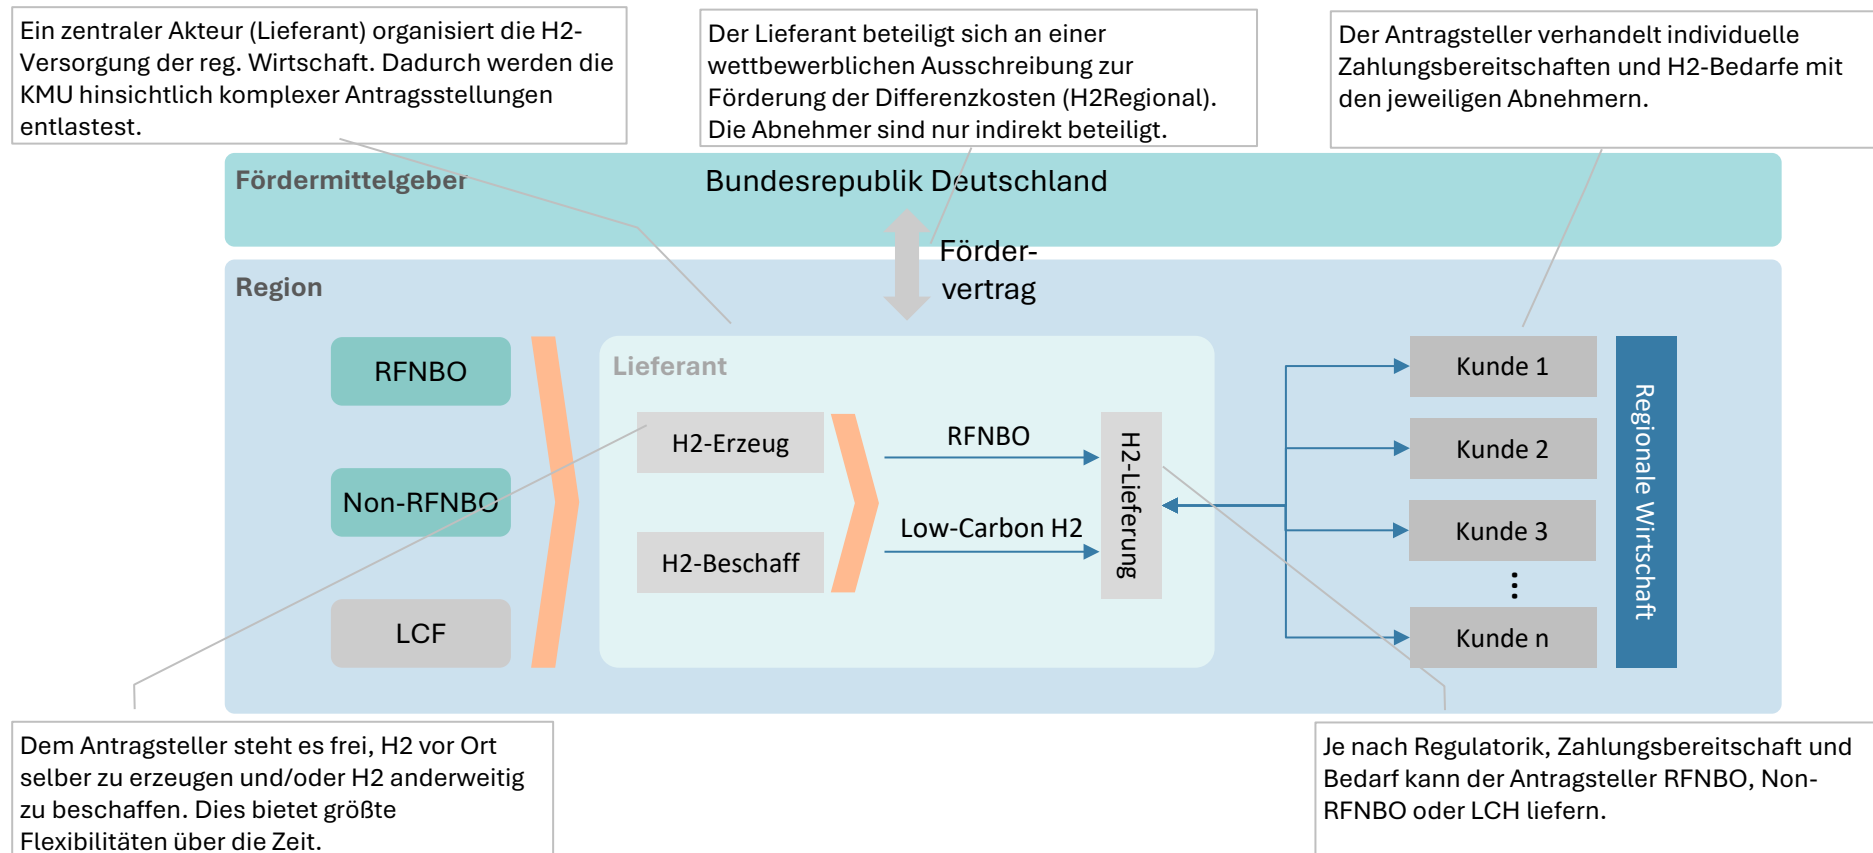 Ein zentraler Akteur (Lieferant) organisiert die H2-
Versorgung der reg. Wirtschaft. Dadurch werden die
KMU hinsichtlich komplexer Antragsstellungen
entlastest.
Der Lieferant beteiligt sich an einer
wettbewerblichen Ausschreibung zur
Förderung der Differenzkosten (H2Regional).
Die Abnehmer sind nur indirekt beteiligt.
Der Antragsteller verhandelt individuelle
Zahlungsbereitschaften und H2-Bedarfe mit
den jeweiligen Abnehmern.
Fördermittelgeber
Bundesrepublik Deutschland
Förder-
vertrag
Region
RFNBO
Non-RFNBO
LCF
Lieferant
H2-Erzeug
H2-Beschaff
RFNBO
Low-Carbon H2
H2-Lieferung
Kunde 1
Kunde 2
Kunde 3
...
Kunde n
Regionale Wirtschaft
Dem Antragsteller steht es frei, H2 vor Ort
selber zu erzeugen und/oder H2 anderweitig
zu beschaffen. Dies bietet größte
Flexibilitäten über die Zeit.
Je nach Regulatorik, Zahlungsbereitschaft und
Bedarf kann der Antragsteller RFNBO, Non-
RFNBO oder LCH liefern.